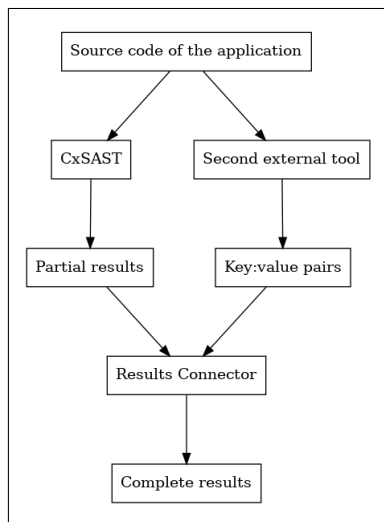 Source code of the application
CxSAST
Second external tool
Partial results
Key:value pairs
Results Connector
Complete results